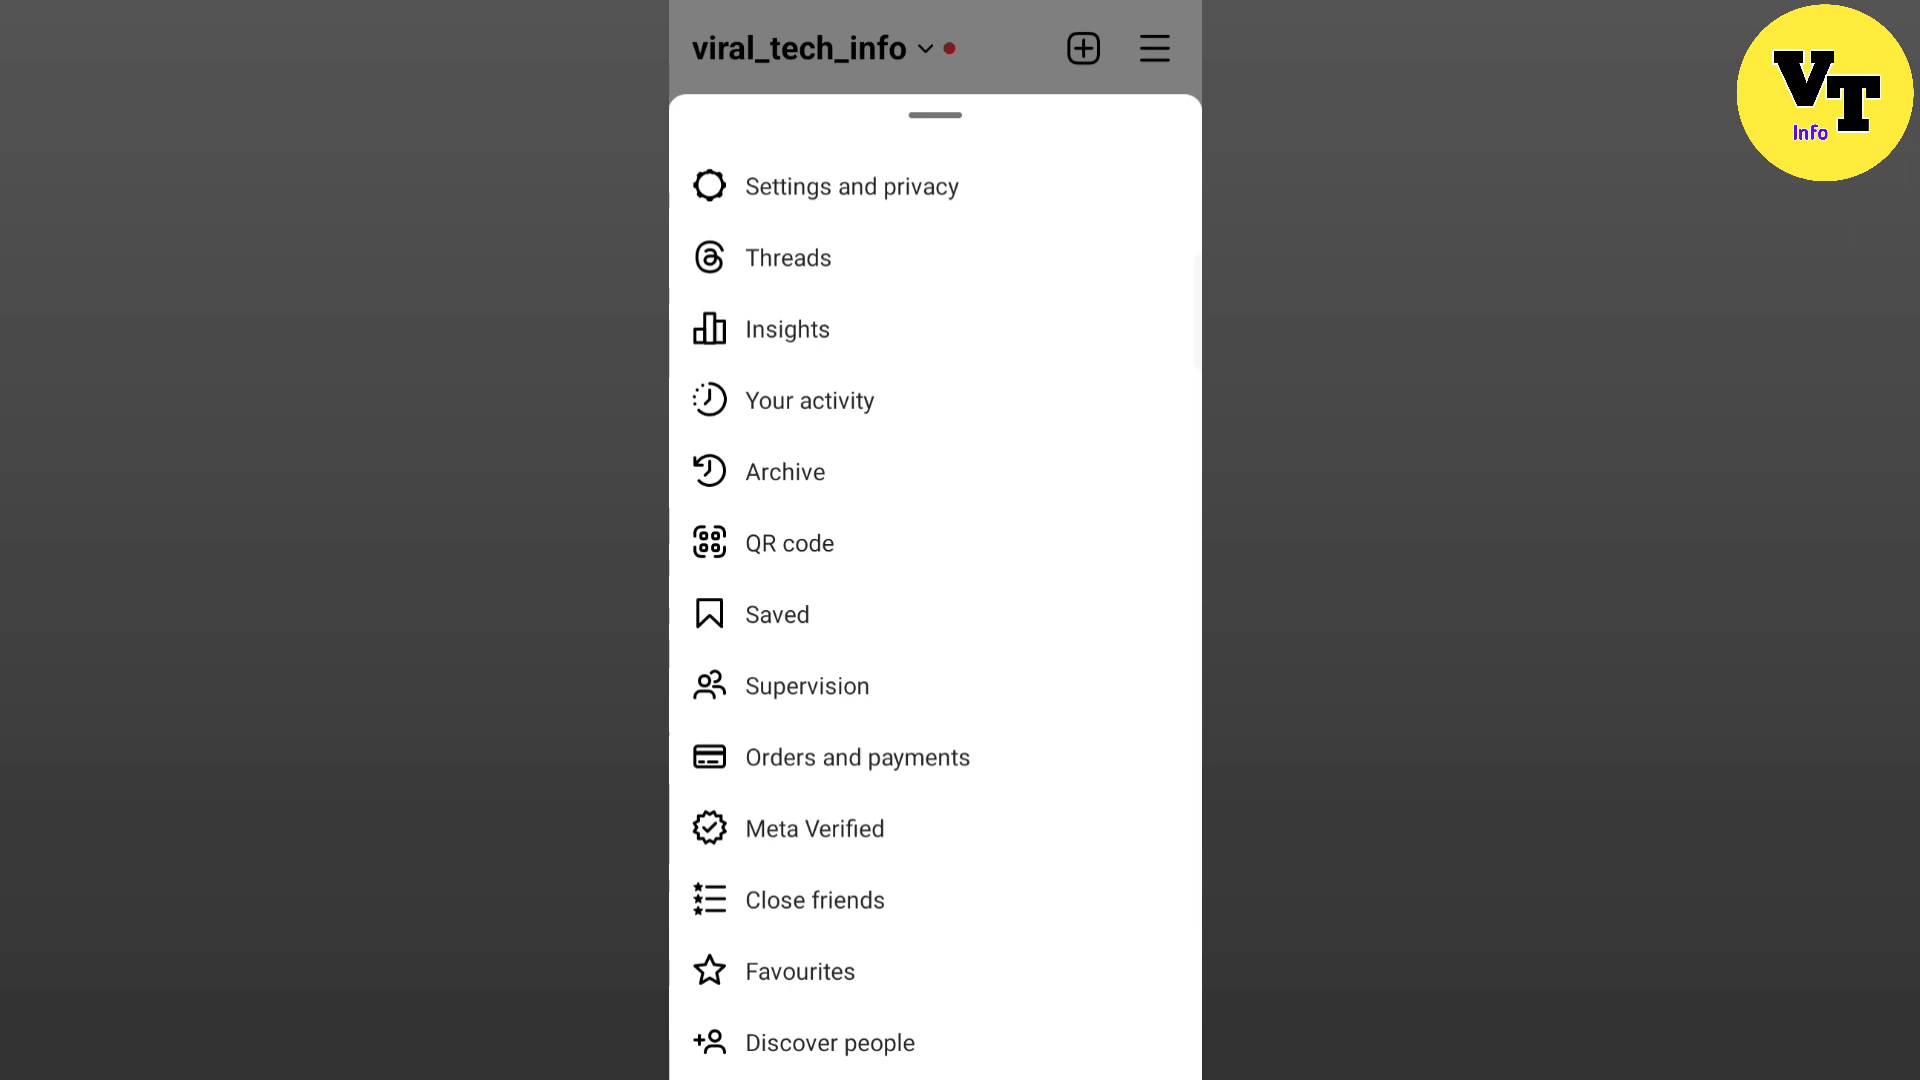 viral_tech_info
VT
Info
Settings and privacy
Threads
Insights
Your activity
Archive
QR code
Saved
Supervision
Orders and payments
Meta Verified
Close friends
Favourites
Discover people